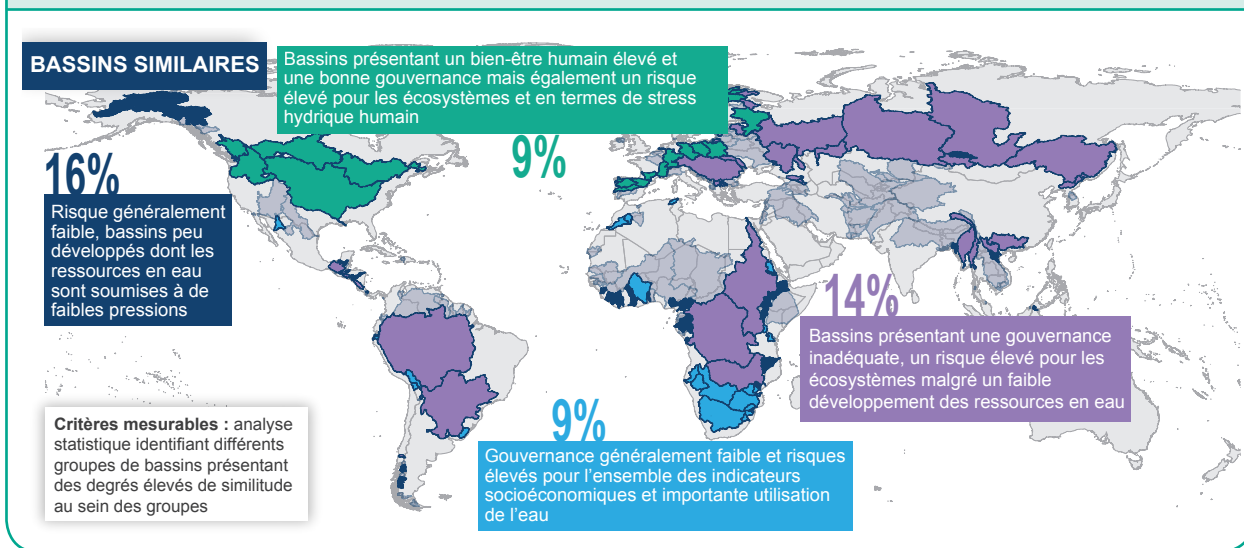 BASSINS SIMILAIRES
Bassins présentant un bien-être humain élevé et
une bonne gouvernance mais également un risque
élevé pour les écosystèmes et en termes de stress
hydrique humain
9%
16%
Risque généralement
faible, bassins peu
développés dont les
ressources en eau
sont soumises à de
faibles pressions
14%
Bassins présentant une gouvernance
inadéquate, un risque élevé pour les
écosystèmes malgré un faible
développement des ressources en eau
9%
Gouvernance généralement faible et risques
élevés pour l’ensemble des indicateurs
socioéconomiques et importante utilisation
de l’eau
Critères mesurables : analyse
statistique identifiant différents
groupes de bassins présentant
des degrés élevés de similitude
au sein des groupes